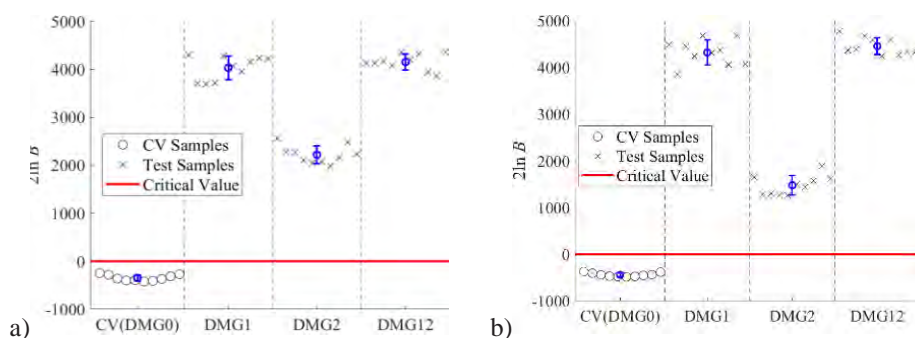 5000
4000
3000
2000
1000
0
-1000
2ln B
CV Samples
Test Samples
Critical Value
CV(DMG0) DMG1 DMG2 DMG12
a)
5000
4000
3000
2000
1000
0
-1000
2ln B
CV Samples
Test Samples
Critical Value
CV(DMG0) DMG1 DMG2 DMG12
b)